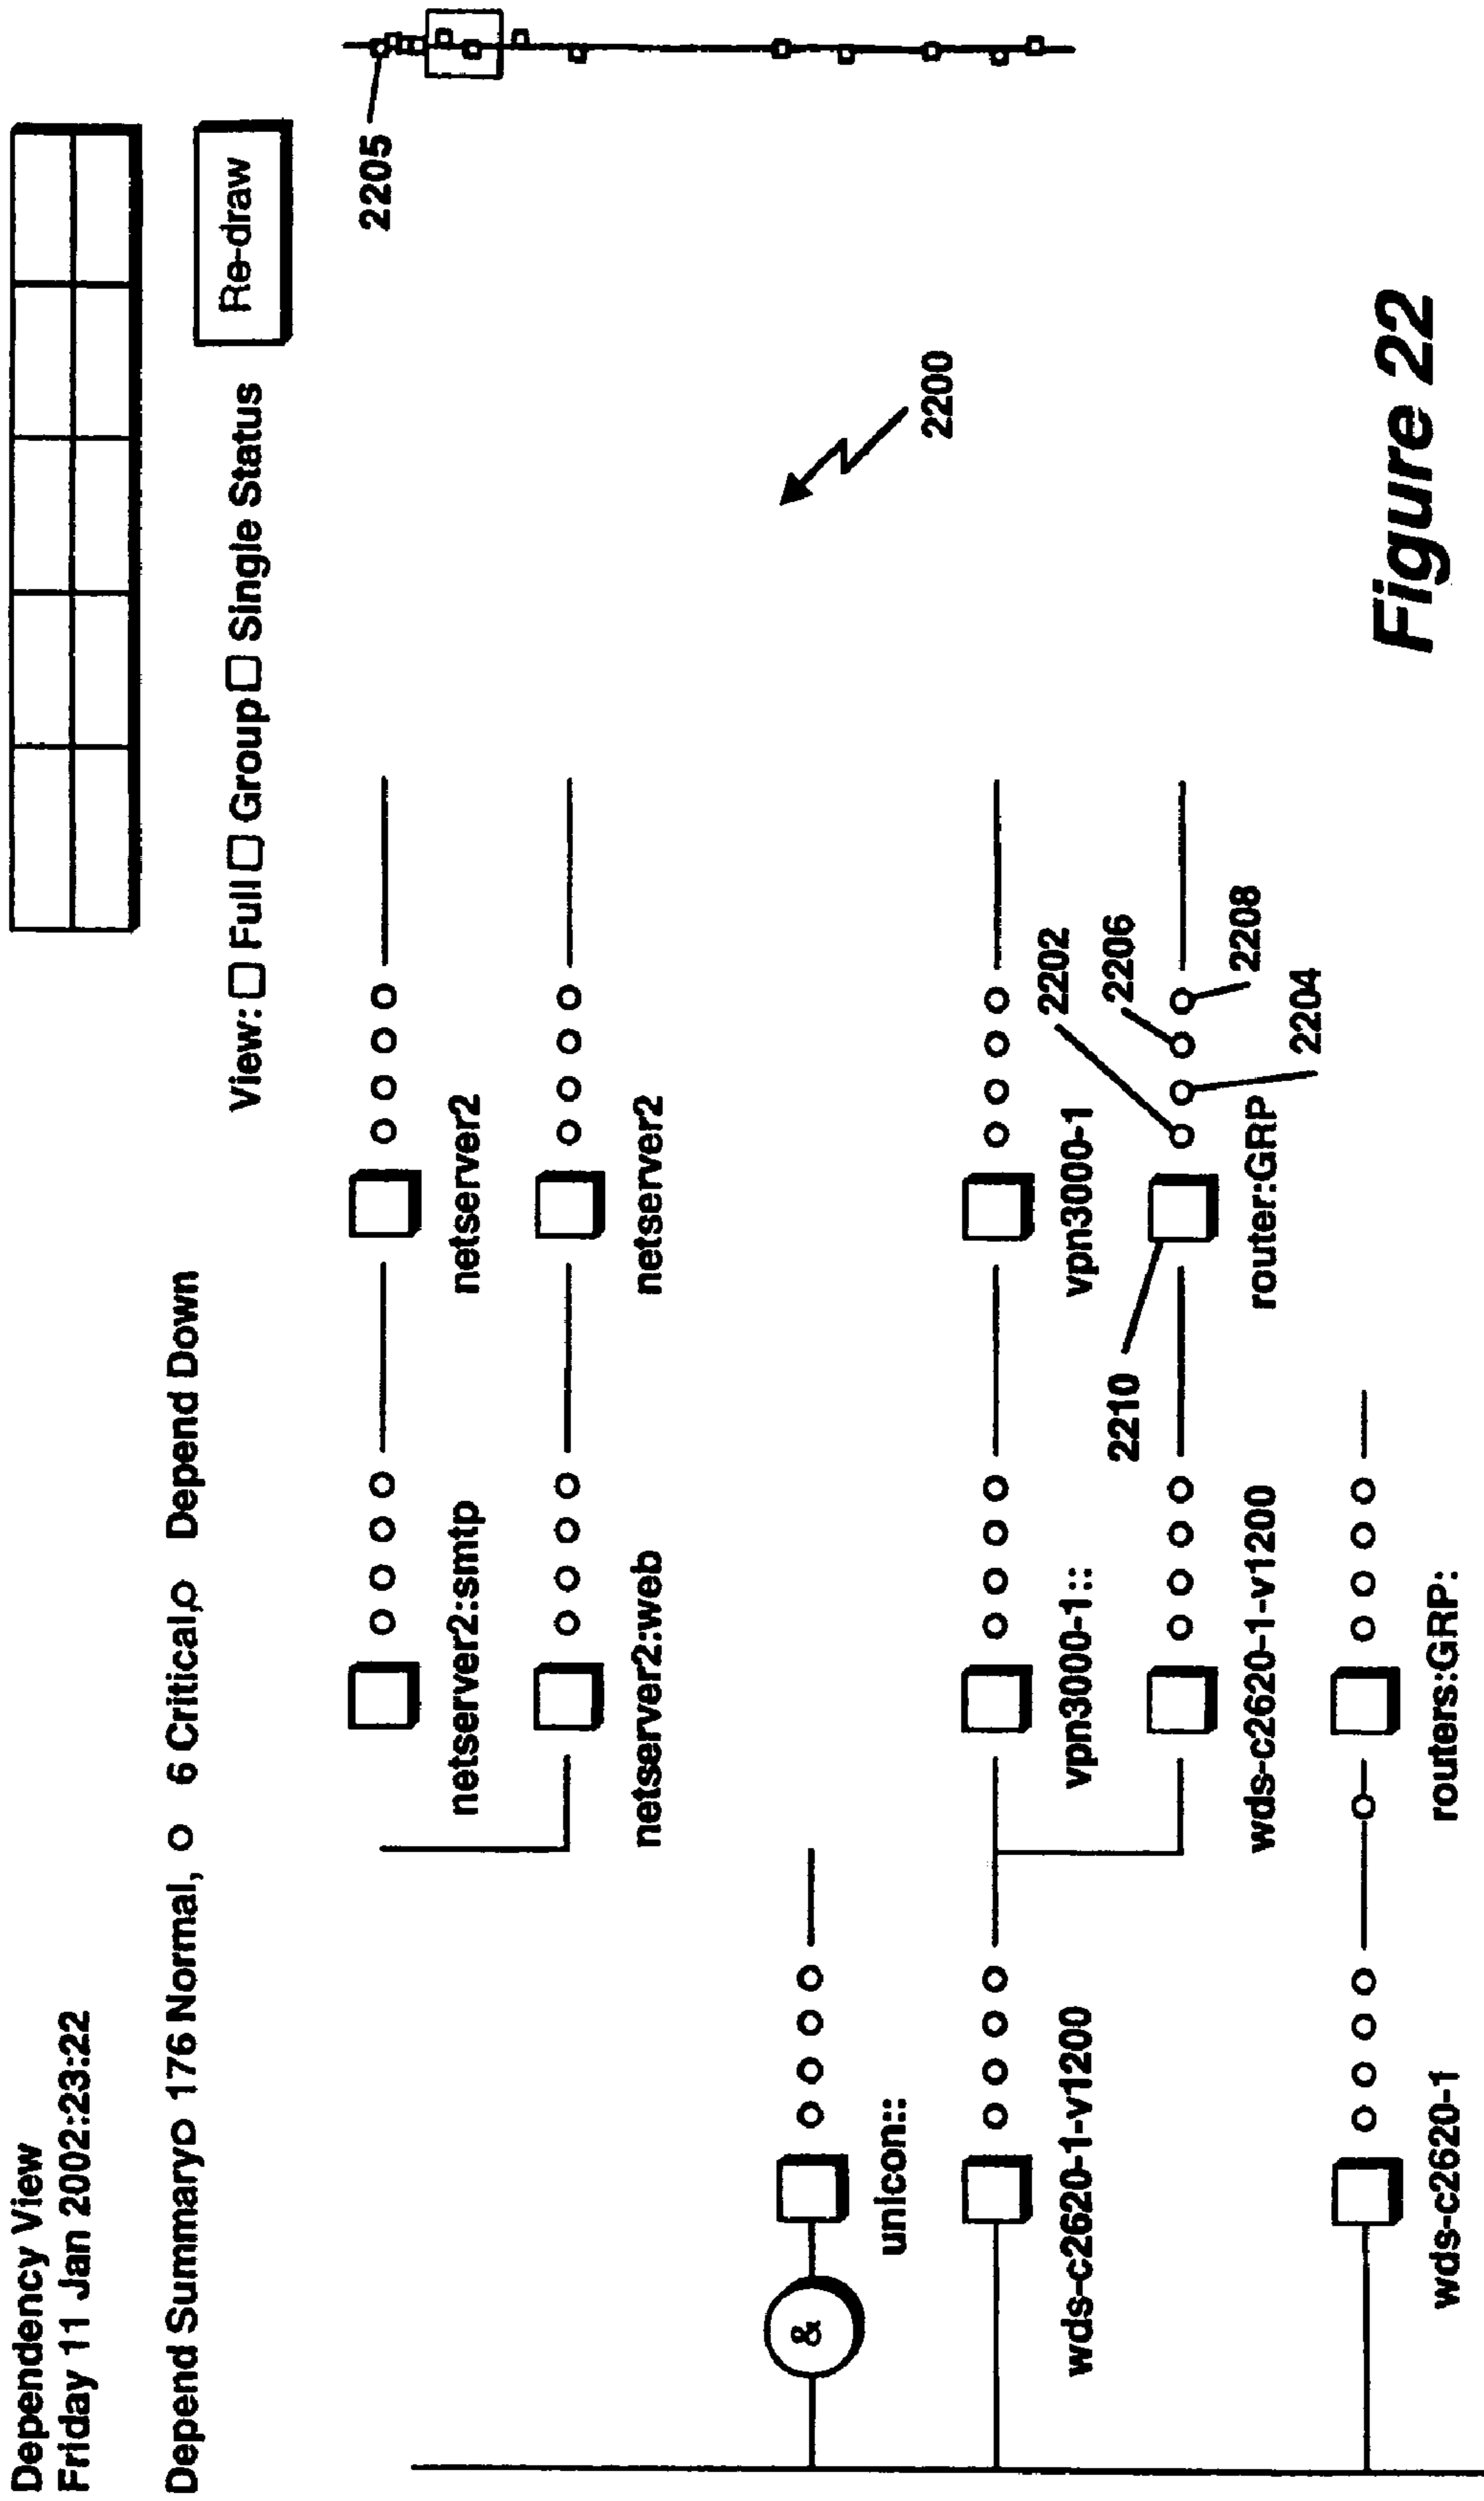 Dependency View
Friday 11 Jan 2002:23:22
Depend Summary: 176 Normal, o 6 Critical, Depend Down
View: Full Group Single Status
Re-draw
2205
netserver2:smtp netserver2
netserver2:web netserver2
2200
unicon::
wds-c2620-1-v1200 vpn3000-1:: vpn3000-1 2202
2210 2206
wds-c2620-1-v1200 router:GRP 2208
2204
wds-c2620-1 routers:GRP:
Figure 22
&